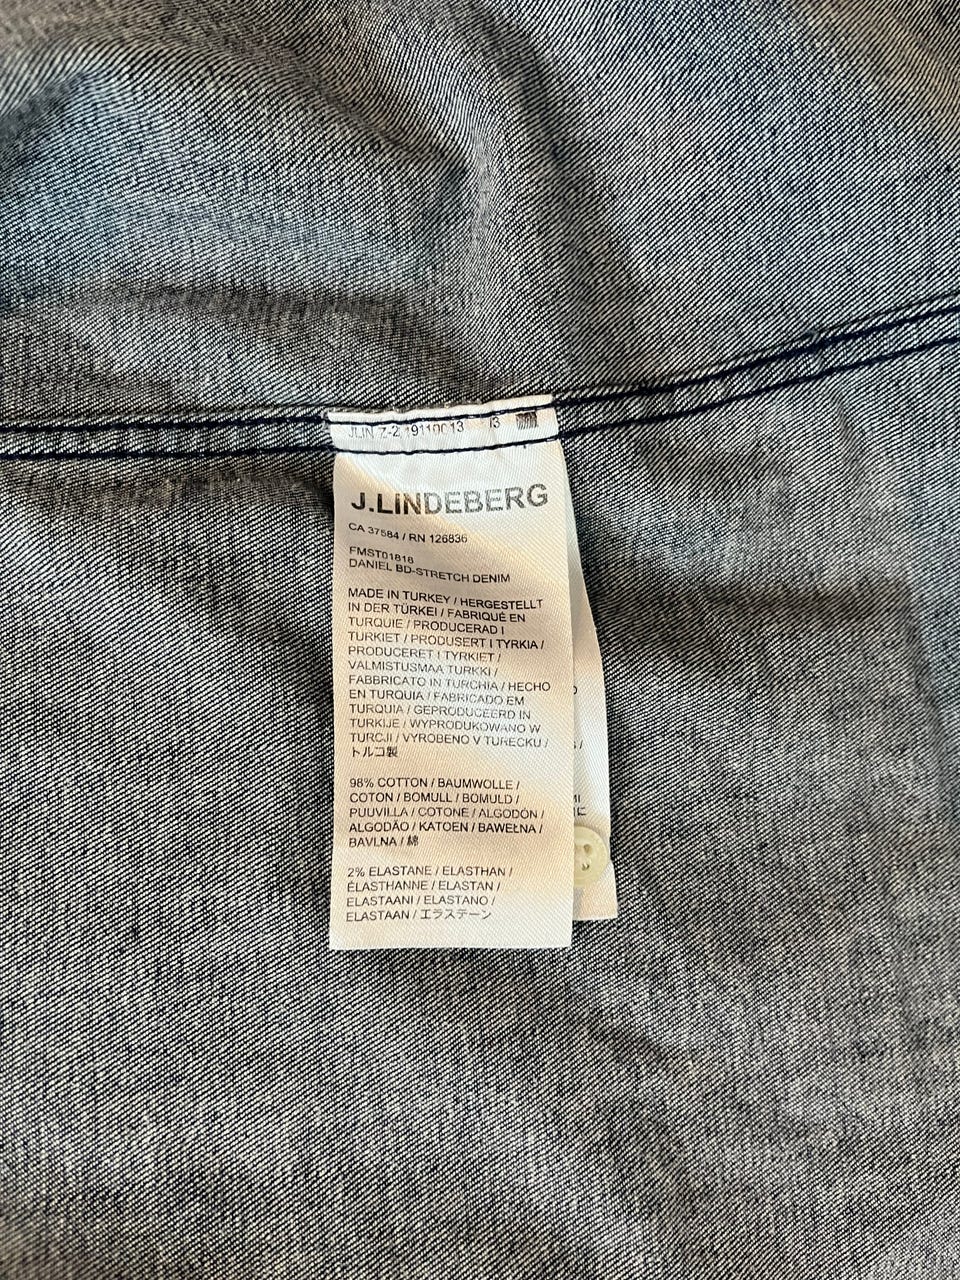 JLIN Z-2
J.LINDEBERG
CA 37584 / RN 126836
FMST01818
DANIEL BD-STRETCH DENIM
MADE IN TURKEY / HERGESTELLT
IN DER TÜRKEI / FABRIQUÉ EN
TURQUIE / PRODUCERAD I
TURKIET / PRODUSERT I TYRKIA /
PRODUCERET I TYRKIET /
VALMISTUSMAA TURKKI /
FABBRICATO IN TURCHIA / HECHO
EN TURQUIA / FABRICADO EM
TURQUIA / GEPRODUCEERD IN
TURKIJE / WYPRODUKOWANO W
TURCJI / VYROBENO V TURECKU /
トルコ製
98% COTTON / BAUMWOLLE /
COTON / BOMULL / BOMULD /
PUUVILLA / COTONE / ALGODÓN /
ALGODÃO / KATOEN / BAWEŁNA /
BAVLNA / 綿
2% ELASTANE / ELASTHAN /
ÉLASTHANNE / ELASTAN /
ELASTAANI / ELASTANO /
ELASTAAN / エラステーン